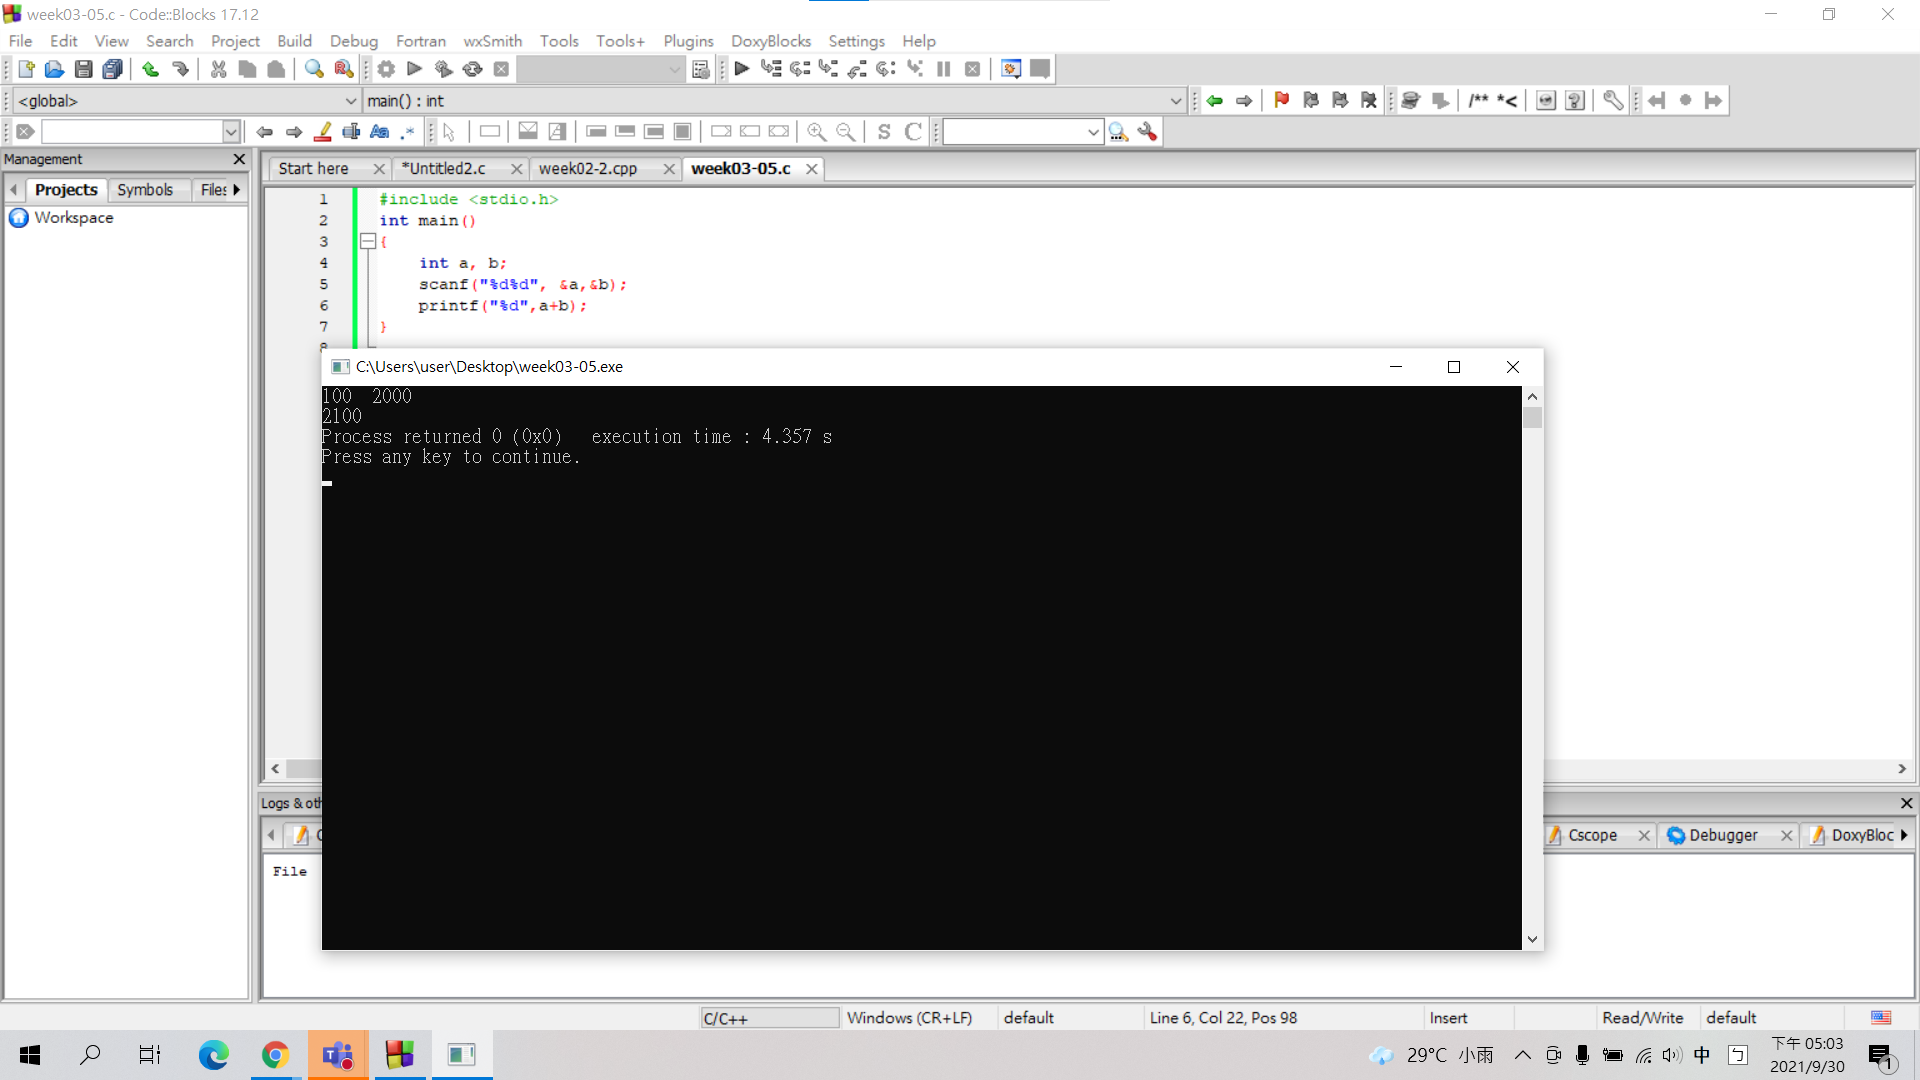 week03-05.c - Code::Blocks 17.12
File Edit View Search Project Build Debug Fortran wxSmith Tools Tools+ Plugins DoxyBlocks Settings Help
<global> main() : int
/** *<
Management
Projects Symbols Files
Workspace
Start here *Untitled2.c week02-2.cpp week03-05.c
1 #include <stdio.h>
2 int main()
3 {
4 int a, b;
5 scanf("%d%d", &a,&b);
6 printf("%d",a+b);
7 }
8
C:\Users\user\Desktop\week03-05.exe
100  2000
2100
Process returned 0 (0x0)   execution time : 4.357 s
Press any key to continue.
Logs & oth
Cscope Debugger DoxyBloc
File
C/C++ Windows (CR+LF) default Line 6, Col 22, Pos 98 Insert Read/Write default
29°C 小雨 中 ㄅ 下午 05:03
2021/9/30
1